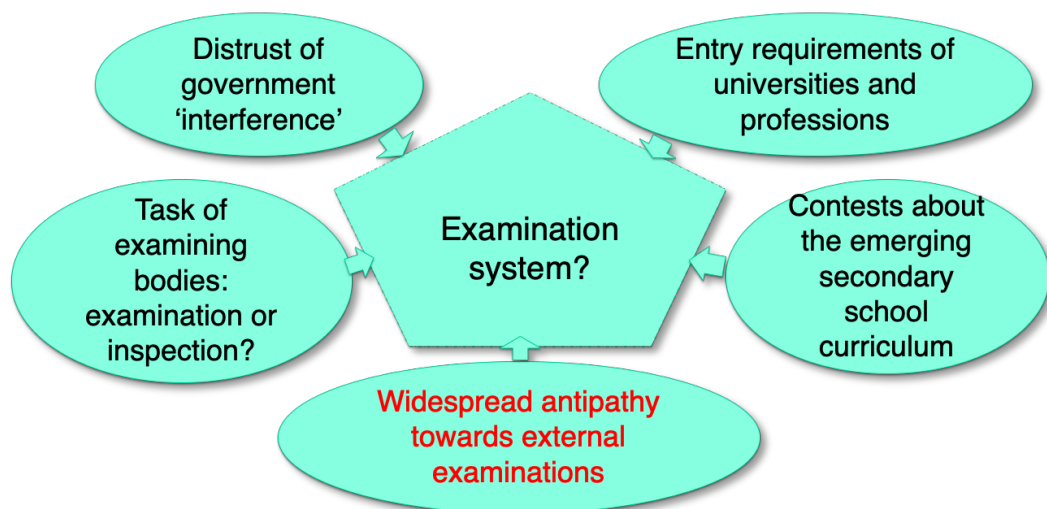 Distrust of
government
‘interference’
Entry requirements of
universities and
professions
Task of
examining
bodies:
examination or
inspection?
Examination
system?
Contests about
the emerging
secondary
school
curriculum
Widespread antipathy
towards external
examinations